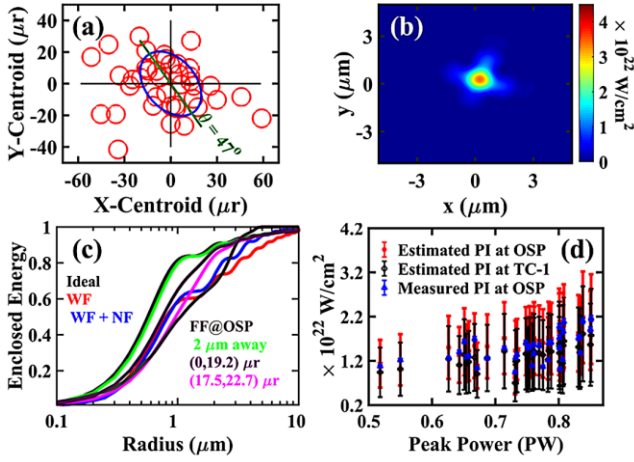 (a)
Y-Centroid (μr)
40
20
0
-20
-40
θ = 47°
-60 -30 0 30 60
X-Centroid (μr)
(b)
y (μm)
3
0
-3
-3 0 3
x (μm)
4
3
2
1
0
× 10²² W/cm²
(c)
Enclosed Energy
1
0.8
0.6
0.4
0.2
Ideal
WF
WF + NF
FF@OSP
2 μm away
(0,19.2) μr
(17.5,22.7) μr
0.1 1 10
Radius (μm)
(d)
× 10²² W/cm²
4.2
3.2
2.2
1.2
0.2
Estimated PI at OSP
Estimated PI at TC-1
Measured PI at OSP
0.5 0.6 0.7 0.8
Peak Power (PW)